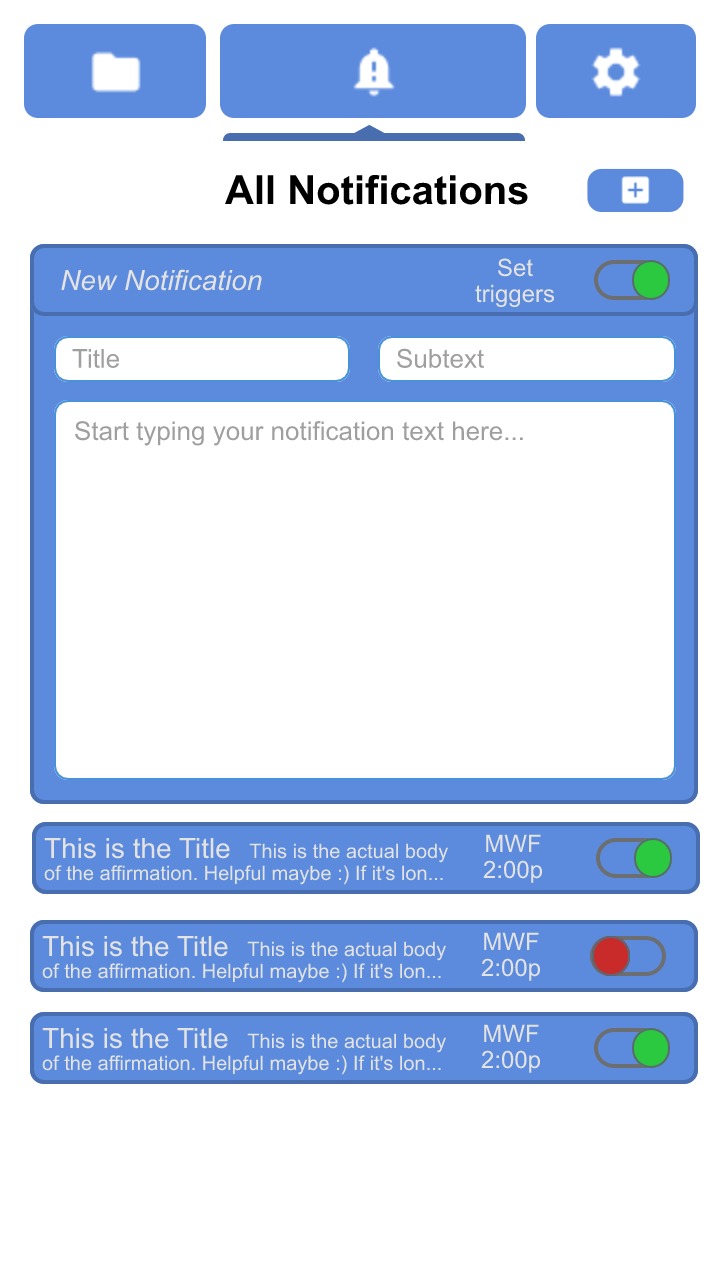 All Notifications
New Notification
Set
triggers
Title
Subtext
Start typing your notification text here...
This is the Title This is the actual body
of the affirmation. Helpful maybe :) If it's lon...
MWF
2:00p
This is the Title This is the actual body
of the affirmation. Helpful maybe :) If it's lon...
MWF
2:00p
This is the Title This is the actual body
of the affirmation. Helpful maybe :) If it's lon...
MWF
2:00p